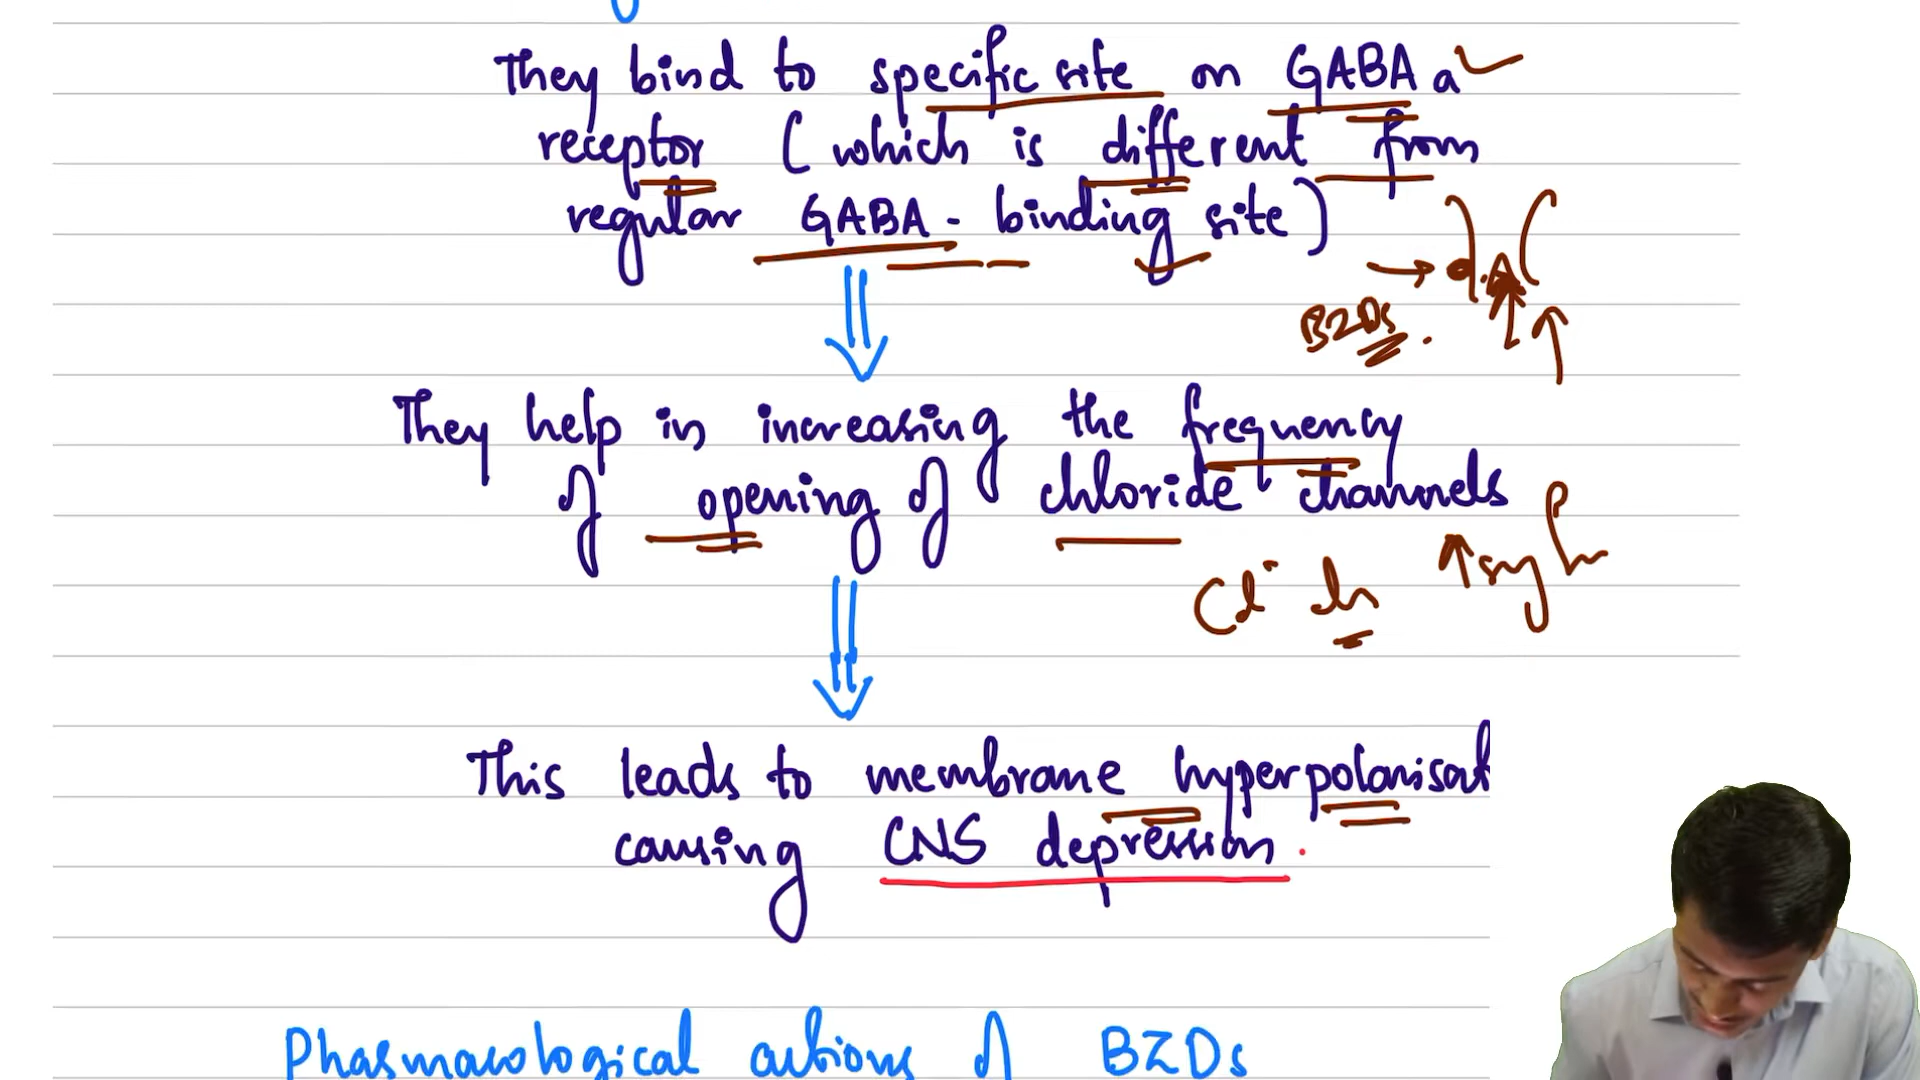 They bind to specific site on GABA a
receptor (which is different from
regular GABA - binding site)
BZDs.
They help in increasing the frequency
of opening of chloride channels
This leads to membrane hyperpolarisat
causing CNS depression.
Pharmacological actions of BZDs